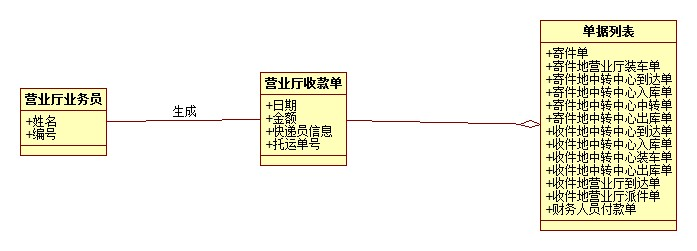 营业厅业务员
+姓名
+编号
生成
营业厅收款单
+日期
+金额
+快递员信息
+托运单号
单据列表
+寄件单
+寄件地营业厅装车单
+寄件地中转中心到达单
+寄件地中转中心入库单
+寄件地中转中心中转单
+寄件地中转中心出库单
+收件地中转中心到达单
+收件地中转中心入库单
+收件地中转中心装车单
+收件地中转中心出库单
+收件地营业厅到达单
+收件地营业厅派件单
+财务人员付款单